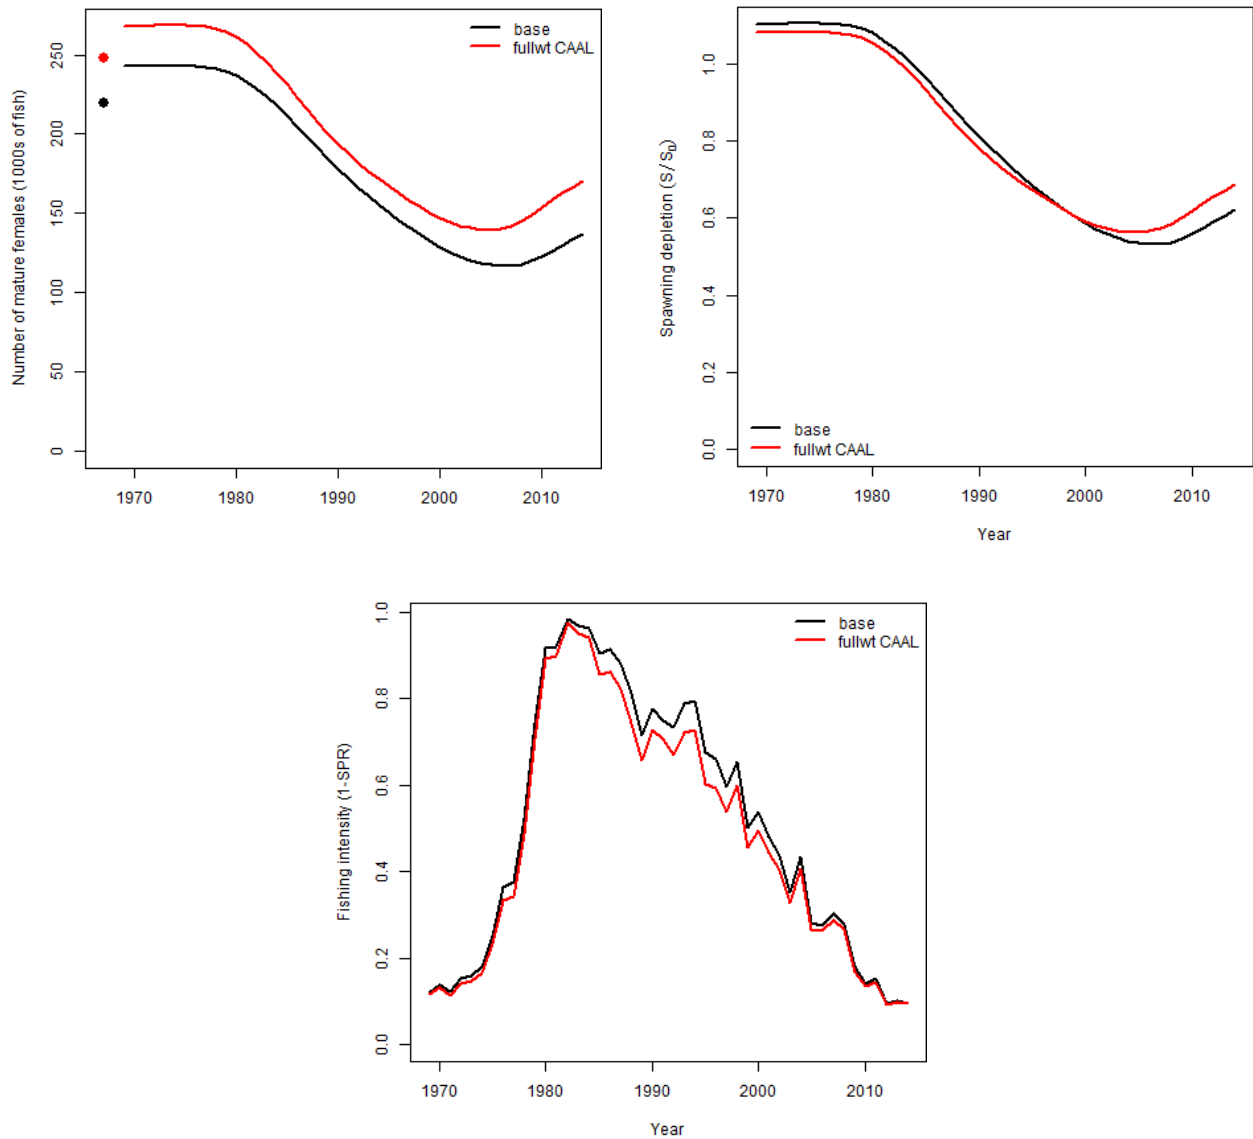 Number of mature females (1000s of fish)
250
200
150
100
50
0
base
fullwt CAAL
1970 1980 1990 2000 2010
Spawning depletion (S / S0)
1.0
0.8
0.6
0.4
0.2
0.0
base
fullwt CAAL
1970 1980 1990 2000 2010
Year
Fishing intensity (1-SPR)
1.0
0.8
0.6
0.4
0.2
0.0
base
fullwt CAAL
1970 1980 1990 2000 2010
Year